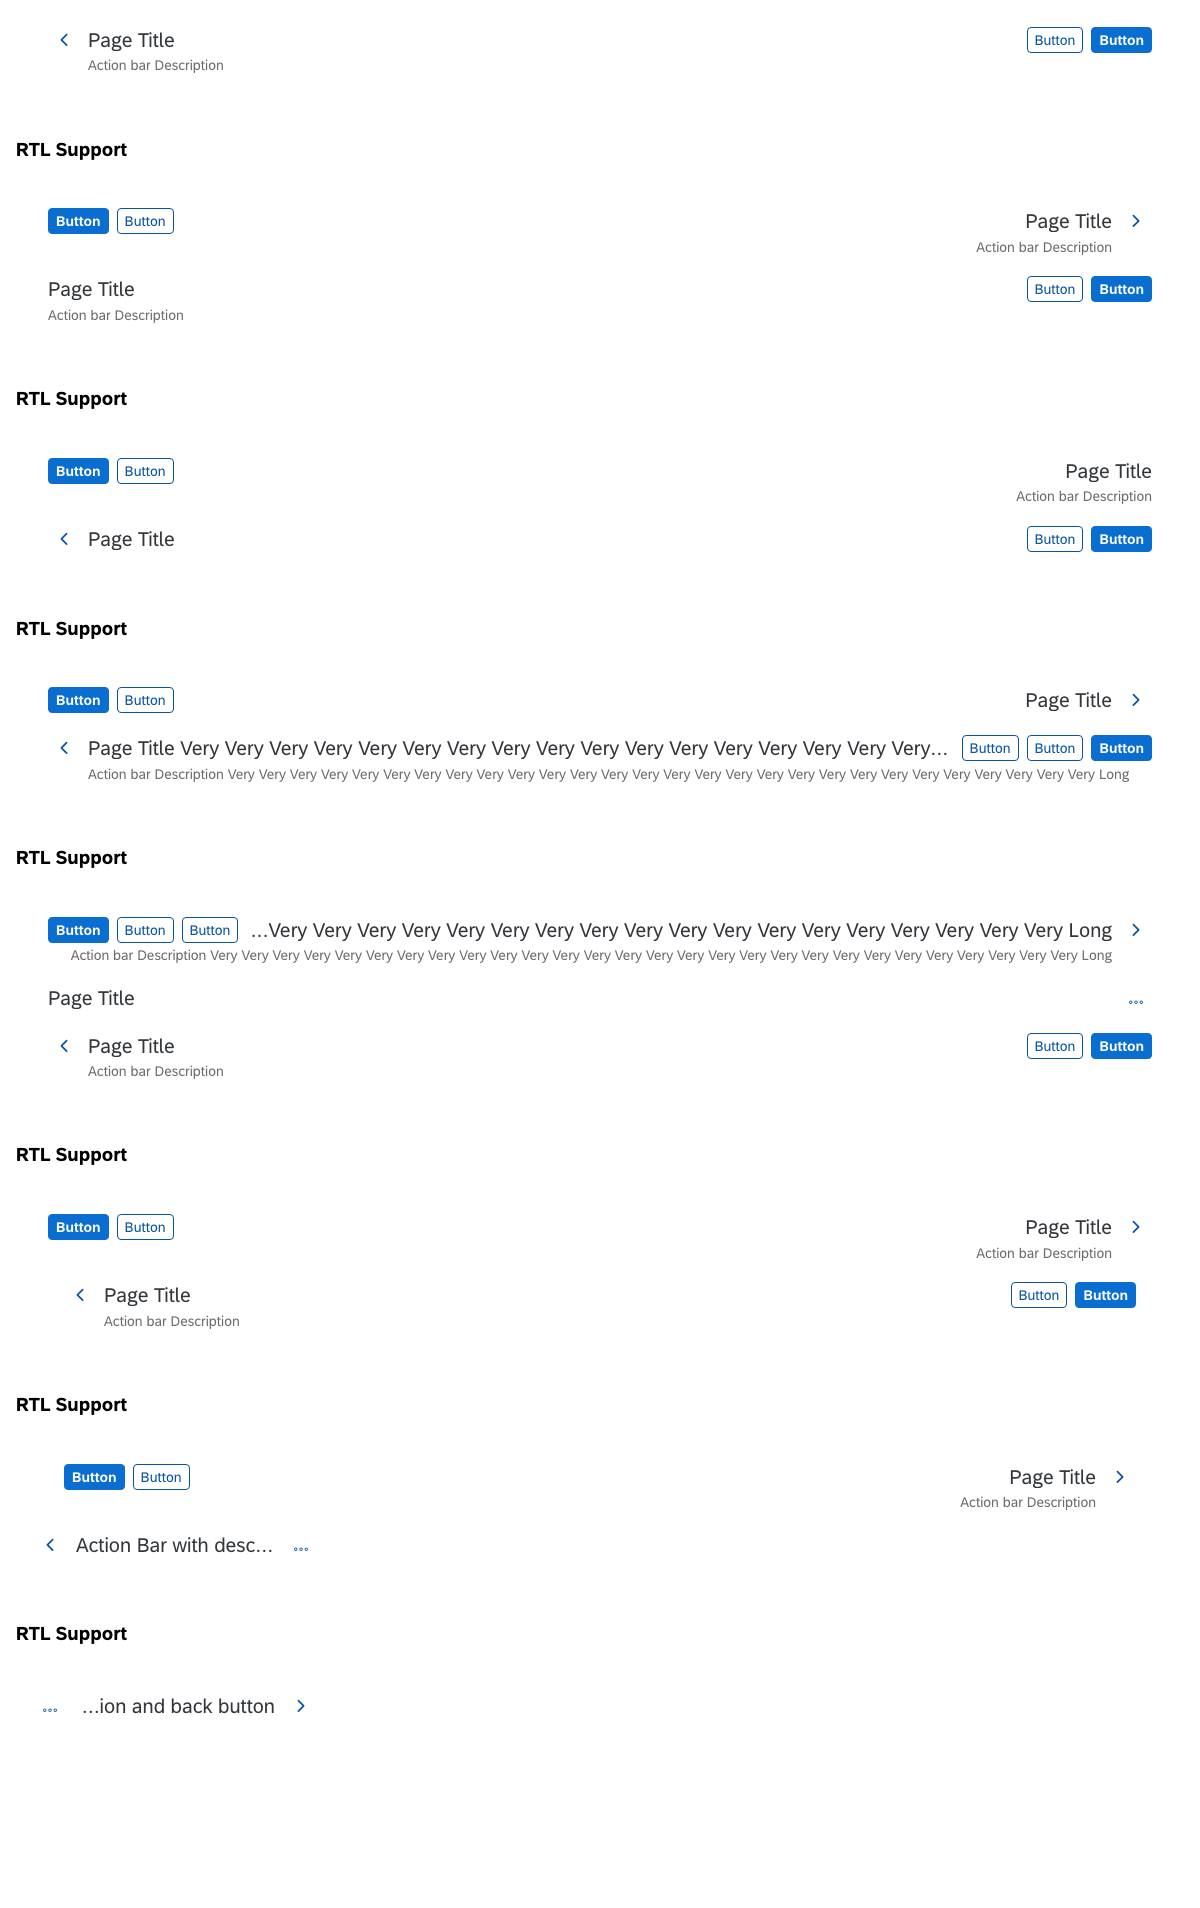 Page Title Button Button
Action bar Description
RTL Support
Button Button Page Title
Action bar Description
Page Title Button Button
Action bar Description
RTL Support
Button Button Page Title
Action bar Description
Page Title Button Button
RTL Support
Button Button Page Title
Page Title Very Very Very Very Very Very Very Very Very Very Very Very Very Very Very Very Very... Button Button Button
Action bar Description Very Very Very Very Very Very Very Very Very Very Very Very Very Very Very Very Very Very Very Very Very Very Very Very Very Very Very Very Long
RTL Support
Button Button Button ...Very Very Very Very Very Very Very Very Very Very Very Very Very Very Very Very Very Very Long
Action bar Description Very Very Very Very Very Very Very Very Very Very Very Very Very Very Very Very Very Very Very Very Very Very Very Very Very Very Very Very Long
Page Title
Page Title Button Button
Action bar Description
RTL Support
Button Button Page Title
Action bar Description
Page Title Button Button
Action bar Description
RTL Support
Button Button Page Title
Action bar Description
Action Bar with desc...
RTL Support
...ion and back button